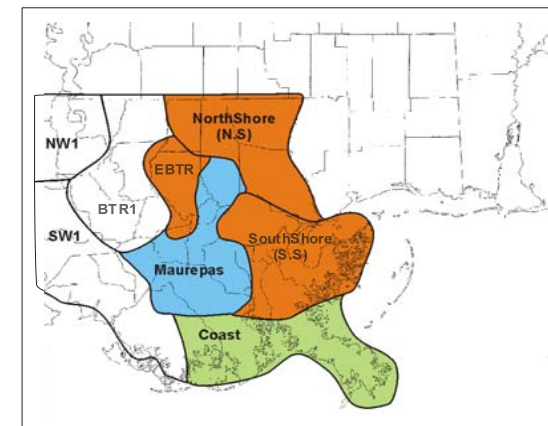 NorthShore
(N.S)
NW1
EBTR
BTR1
SW1
SouthShore
(S.S)
Maurepas
Coast